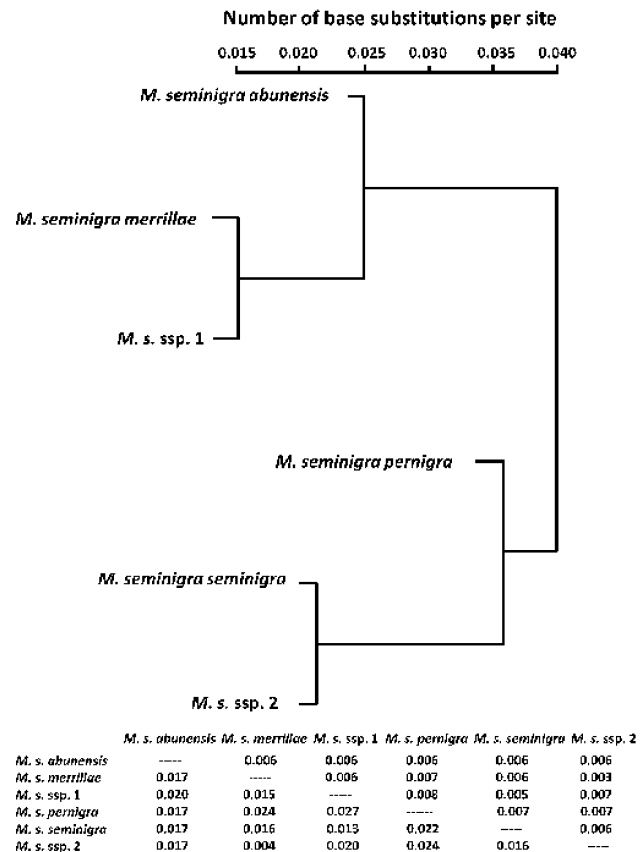 Number of base substitutions per site
0.015 0.020 0.025 0.030 0.035 0.040
M. seminigra abunensis
M. seminigra merrillae
M. s. ssp. 1
M. seminigra pernigra
M. seminigra seminigra
M. s. ssp. 2
M. s. abunensis M. s. merrillae M. s. ssp. 1 M. s. pernigra M. s. seminigra M. s. ssp. 2
M. s. abunensis ----- 0.006 0.006 0.006 0.006 0.006
M. s. merrillae 0.017 ----- 0.006 0.007 0.006 0.003
M. s. ssp. 1 0.020 0.015 ----- 0.008 0.005 0.007
M. s. pernigra 0.017 0.024 0.027 ------ 0.007 0.007
M. s. seminigra 0.017 0.016 0.013 0.022 ---- 0.006
M. s. ssp. 2 0.017 0.004 0.020 0.024 0.016 ----